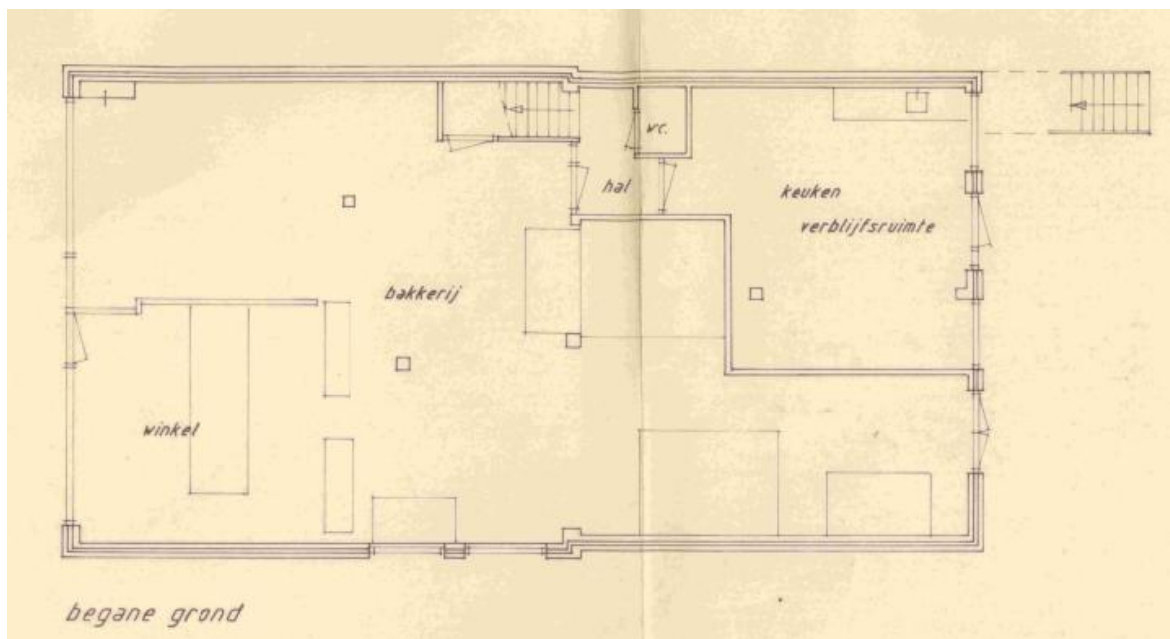 wc.
hal
keuken
verblijfsruimte
bakkerij
winkel
begane grond